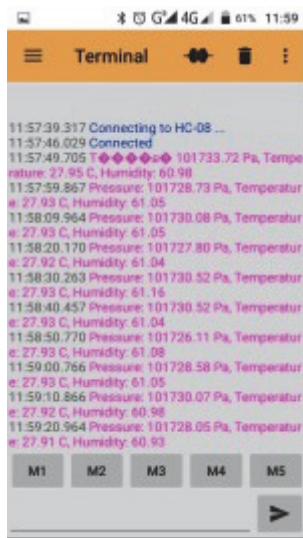 G 4G 61% 11:59
Terminal
11:57:39.317 Connecting to HC-08 ...
11:57:46.029 Connected
11:57:49.705 T����ܧ� 101733.72 Pa, Tempe
rature: 27.95 C, Humidity: 60.98
11:57:59.867 Pressure: 101728.73 Pa, Temperatur
e: 27.93 C, Humidity: 61.05
11:58:09.964 Pressure: 101730.08 Pa, Temperatur
e: 27.93 C, Humidity: 61.05
11:58:20.170 Pressure: 101727.80 Pa, Temperatur
e: 27.92 C, Humidity: 61.04
11:58:30.263 Pressure: 101730.52 Pa, Temperatur
e: 27.93 C, Humidity: 61.16
11:58:40.457 Pressure: 101730.52 Pa, Temperatur
e: 27.93 C, Humidity: 61.04
11:58:50.770 Pressure: 101726.11 Pa, Temperatur
e: 27.93 C, Humidity: 61.08
11:59:00.766 Pressure: 101728.58 Pa, Temperatur
e: 27.93 C, Humidity: 61.05
11:59:10.866 Pressure: 101730.07 Pa, Temperatur
e: 27.92 C, Humidity: 60.98
11:59:20.964 Pressure: 101728.05 Pa, Temperatur
e: 27.91 C, Humidity: 60.93
M1 M2 M3 M4 M5